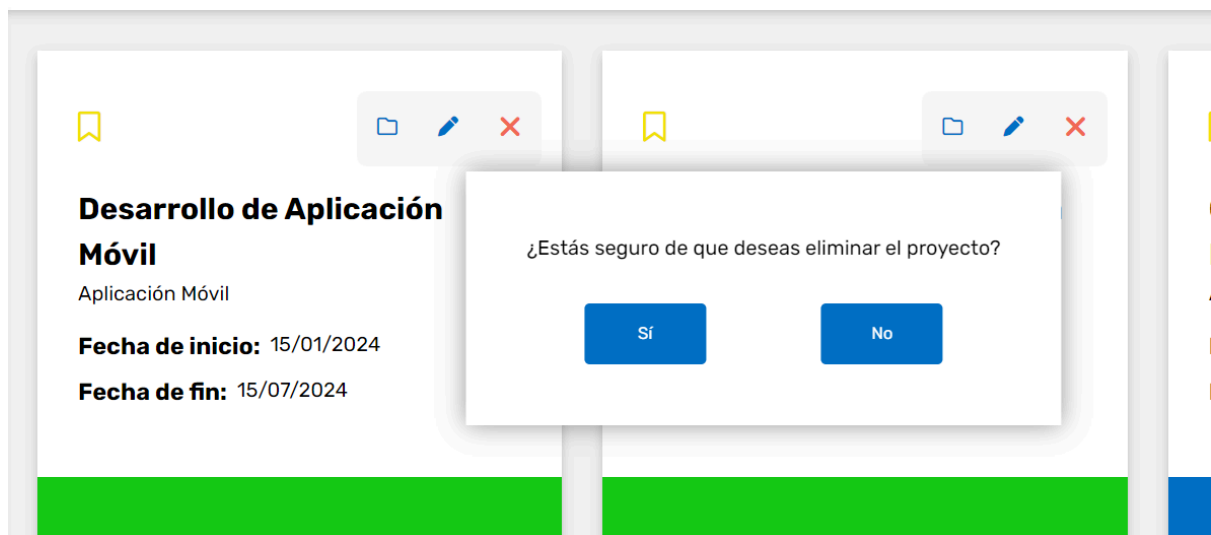 Desarrollo de Aplicación
Móvil
Aplicación Móvil
Fecha de inicio: 15/01/2024
Fecha de fin: 15/07/2024
¿Estás seguro de que deseas eliminar el proyecto?
Sí
No